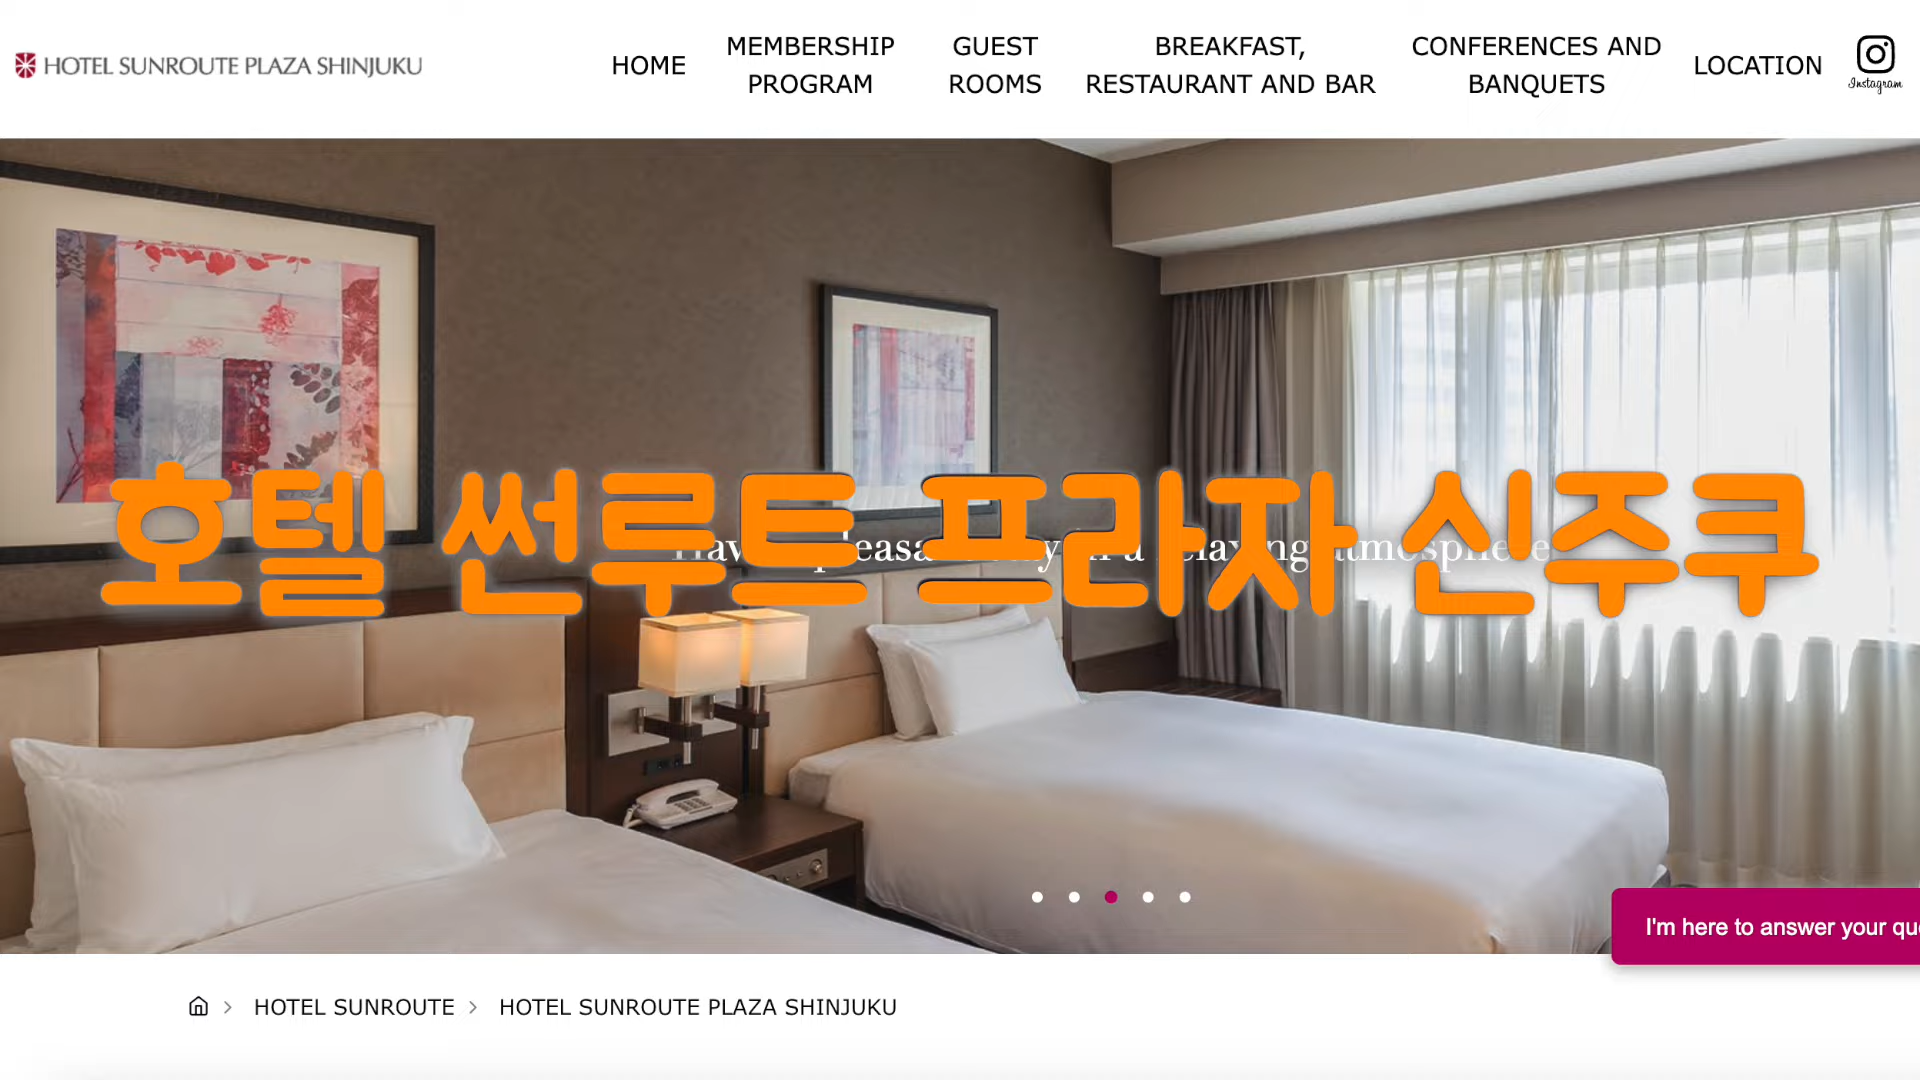 HOTEL SUNROUTE PLAZA SHINJUKU
HOME
MEMBERSHIP
PROGRAM
GUEST
ROOMS
BREAKFAST,
RESTAURANT AND BAR
CONFERENCES AND
BANQUETS
LOCATION
Instagram
호텔 썬루트 프라자 신주쿠
I'm here to answer your
HOTEL SUNROUTE
HOTEL SUNROUTE PLAZA SHINJUKU